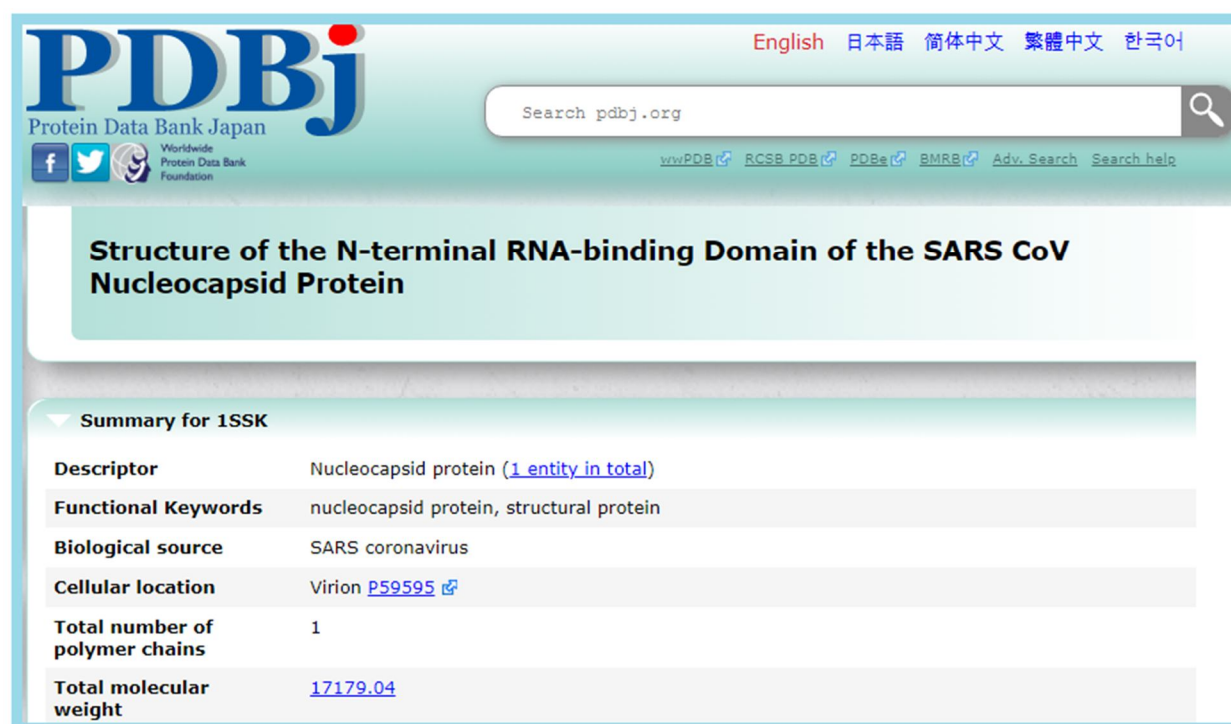 PDBj
Protein Data Bank Japan
f
Worldwide
Protein Data Bank
Foundation
English 日本語 简体中文 繁體中文 한국어
Search pdbj.org
wwPDB RCSB PDB PDBe BMRB Adv. Search Search help
Structure of the N-terminal RNA-binding Domain of the SARS CoV
Nucleocapsid Protein
Summary for 1SSK
Descriptor Nucleocapsid protein (1 entity in total)
Functional Keywords nucleocapsid protein, structural protein
Biological source SARS coronavirus
Cellular location Virion P59595
Total number of
polymer chains 1
Total molecular
weight 17179.04